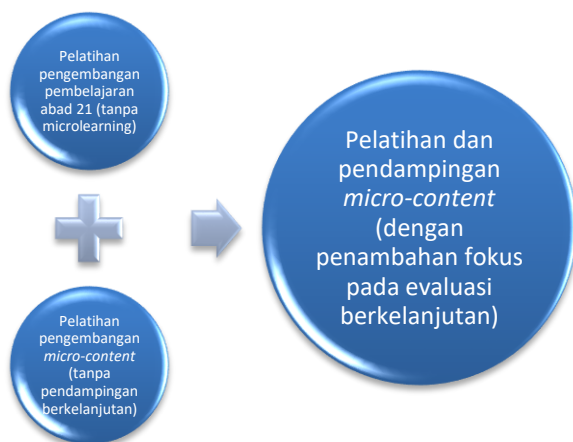 Pelatihan
pengembangan
pembelajaran
abad 21 (tanpa
microlearning)
Pelatihan
pengembangan
micro-content
(tanpa
pendampingan
berkelanjutan)
Pelatihan dan
pendampingan
micro-content
(dengan
penambahan fokus
pada evaluasi
berkelanjutan)